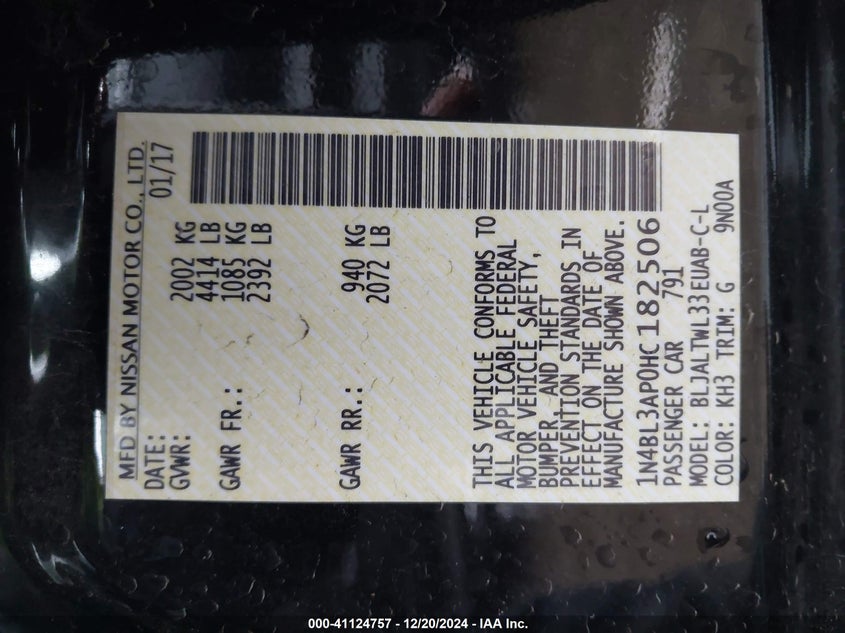 MFD BY NISSAN MOTOR CO., LTD.
DATE: 01/17
GVWR: 2002 KG
4414 LB
GAWR FR.: 1085 KG
2392 LB
GAWR RR.: 940 KG
2072 LB
THIS VEHICLE CONFORMS TO
ALL APPLICABLE FEDERAL
MOTOR VEHICLE SAFETY,
BUMPER, AND THEFT
PREVENTION STANDARDS IN
EFFECT ON THE DATE OF
MANUFACTURE SHOWN ABOVE.
1N4BL3AP0HC182506
PASSENGER CAR 791
MODEL: BLJALTWL33EUAB-C-L
COLOR: KH3 TRIM: G 9N00A
000-41124757 - 12/20/2024 - IAA Inc.